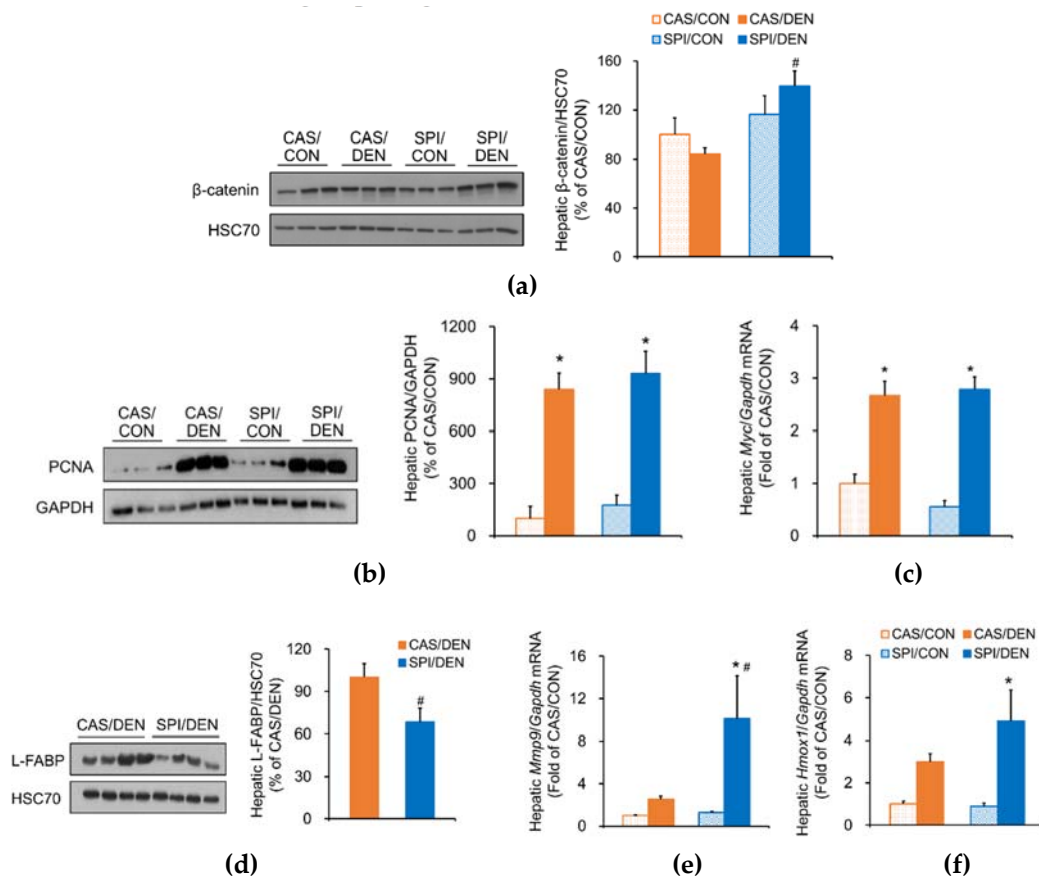 CAS/CON CAS/DEN
SPI/CON SPI/DEN
CAS/ CAS/ SPI/ SPI/
CON DEN CON DEN
β-catenin
HSC70
Hepatic β-catenin/HSC70
(% of CAS/CON)
160
120
80
40
0
#
(a)
CAS/ CAS/ SPI/ SPI/
CON DEN CON DEN
PCNA
GAPDH
Hepatic PCNA/GAPDH
(% of CAS/CON)
1200
900
600
300
0
* *
(b)
Hepatic Myc/Gapdh mRNA
(Fold of CAS/CON)
4
3
2
1
0
* *
(c)
CAS/DEN SPI/DEN
L-FABP
HSC70
Hepatic L-FABP/HSC70
(% of CAS/DEN)
120
90
60
30
0
CAS/DEN
SPI/DEN
#
(d)
Hepatic Mmp9/Gapdh mRNA
(Fold of CAS/CON)
16
12
8
4
0
* #
(e)
CAS/CON CAS/DEN
SPI/CON SPI/DEN
Hepatic Hmox1/Gapdh mRNA
(Fold of CAS/CON)
8
6
4
2
0
*
(f)